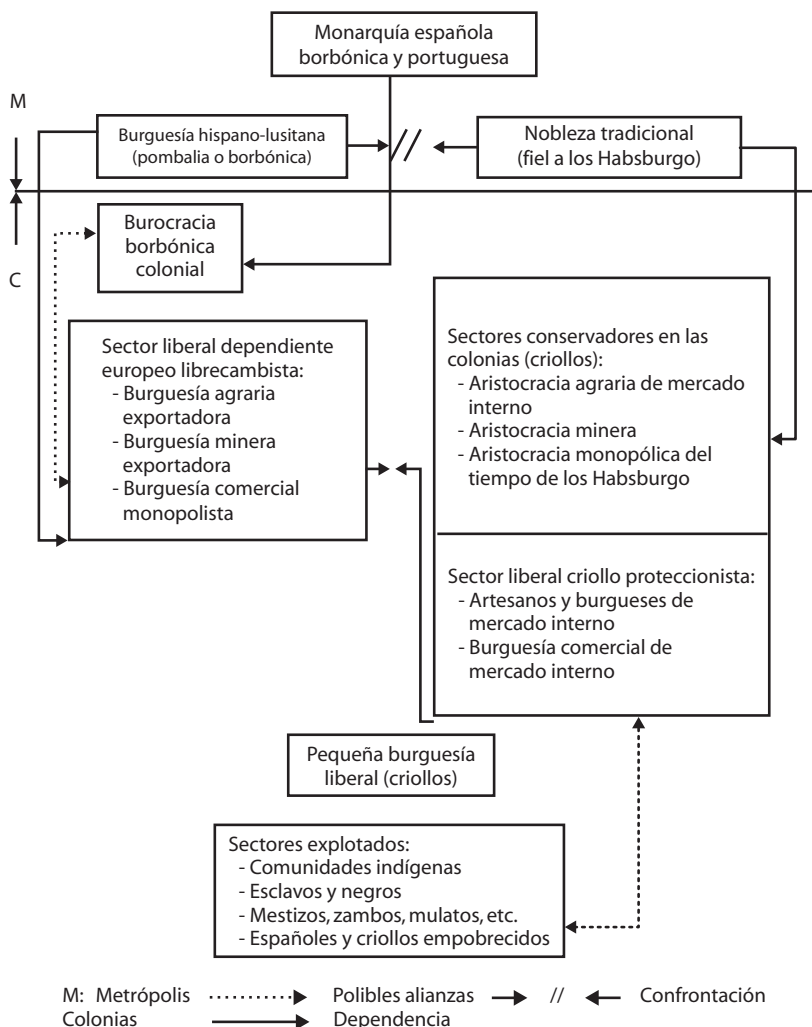 Monarquía española
borbónica y portuguesa
M
Burguesía hispano-lusitana
(pombalia o borbónica)
//
Nobleza tradicional
(fiel a los Habsburgo)
Burocracia
borbónica
colonial
C
Sector liberal dependiente
europeo librecambista:
- Burguesía agraria
exportadora
- Burguesía minera
exportadora
- Burguesía comercial
monopolista
Sectores conservadores en las
colonias (criollos):
- Aristocracia agraria de mercado
interno
- Aristocracia minera
- Aristocracia monopólica del
tiempo de los Habsburgo
Sector liberal criollo proteccionista:
- Artesanos y burgueses de
mercado interno
- Burguesía comercial de
mercado interno
Pequeña burguesía
liberal (criollos)
Sectores explotados:
- Comunidades indígenas
- Esclavos y negros
- Mestizos, zambos, mulatos, etc.
- Españoles y criollos empobrecidos
M: Metrópolis Polibles alianzas // Confrontación
Colonias Dependencia